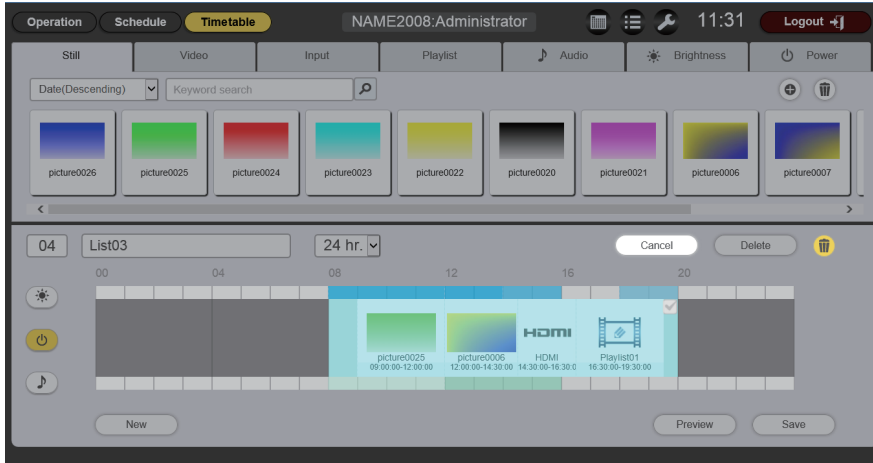 Operation Schedule Timetable NAME2008:Administrator 11:31 Logout
Still Video Input Playlist Audio Brightness Power
Date(Descending) Keyword search
picture0026 picture0025 picture0024 picture0023 picture0022 picture0020 picture0021 picture0006 picture0007
04 List03 24 hr. Cancel Delete
00 04 08 12 16 20
HDMI
picture0025 picture0006 HDMI Playlist01
09:00:00-12:00:00 12:00:00-14:30:00 14:30:00-16:30:0 16:30:00-19:30:00
New Preview Save